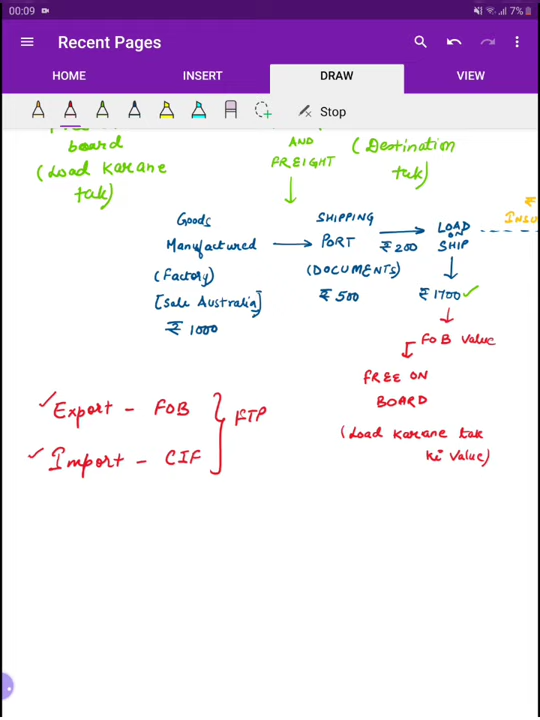 00:09
7%
Recent Pages
HOME INSERT DRAW VIEW
Stop
board
(Load karane
tak)
AND
FREIGHT
(Destination
tak)
Goods
Manufactured
(Factory)
[Sale Australia]
₹ 1000
SHIPPING
PORT
(DOCUMENTS)
₹ 500
₹ 200
LOAD
ON
SHIP
₹ 1700 ✓
₹
INSU
FOB Value
FREE ON
BOARD
(Load karane tak
ki value)
✓ Export - FOB
✓ Import - CIF
FTP